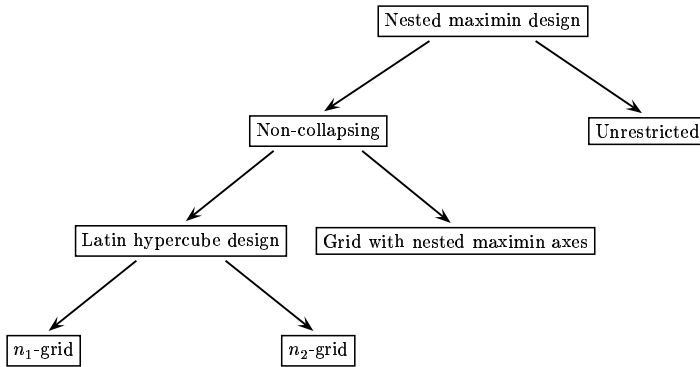 Nested maximin design
Non-collapsing
Unrestricted
Latin hypercube design
Grid with nested maximin axes
n₁-grid
n₂-grid